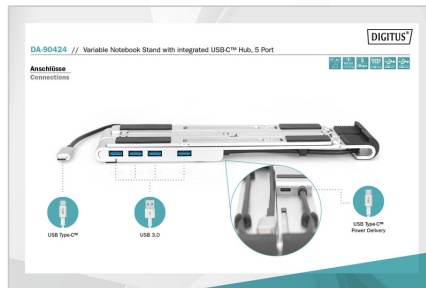 DIGITUS®
DA-90424 // Variable Notebook Stand with integrated USB-C™ Hub, 5 Port
Anschlüsse
Connections
USB Type-C™
USB 3.0
USB Type-C™
Power Delivery